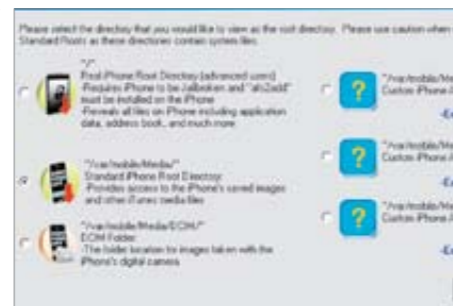 Please select the directory that you would like to view as the root directory. Please use caution when
Standard Roots as these directories contain system files.
"/"
Real iPhone Root Directory (advanced users)
-Requires iPhone to be Jailbroken and "afc2add"
must be installed on the iPhone
-Reveals all files on iPhone including application
data, address book, and much more
"/var/mobile/Media/"
Standard iPhone Root Directory
-Provides access to the iPhone's saved images
and other iTunes media files
"/var/mobile/Media/DCIM/"
DCIM Folder
-The folder location for images taken with the
iPhone's digital camera
"/var/mobile/Me
Custom iPhone
"/var/mobile/Me
Custom iPhone
"/var/mobile/Me
Custom iPhone